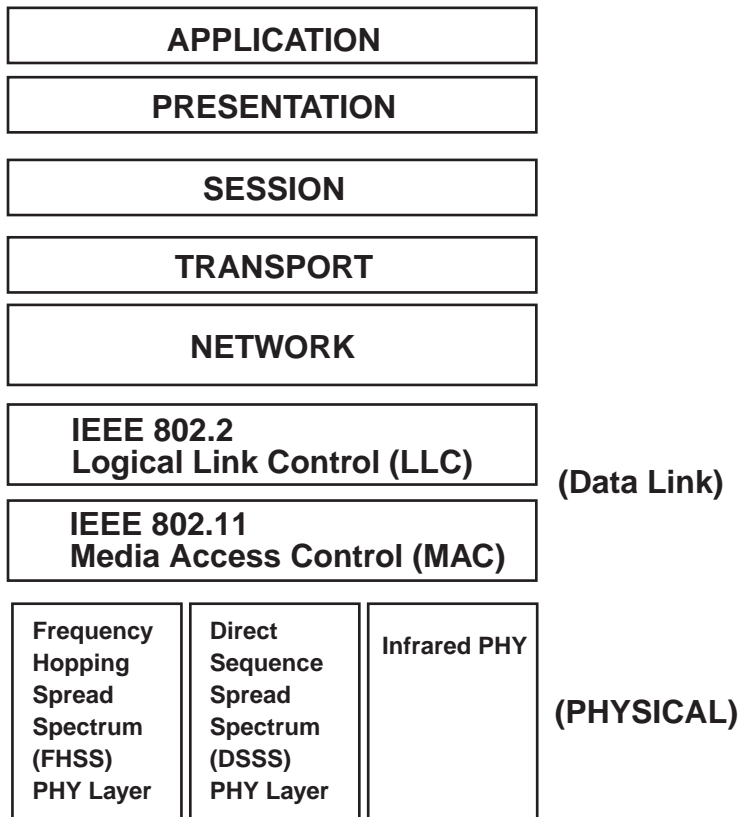 APPLICATION
PRESENTATION
SESSION
TRANSPORT
NETWORK
IEEE 802.2
Logical Link Control (LLC)
(Data Link)
IEEE 802.11
Media Access Control (MAC)
Frequency
Hopping
Spread
Spectrum
(FHSS)
PHY Layer
Direct
Sequence
Spread
Spectrum
(DSSS)
PHY Layer
Infrared PHY
(PHYSICAL)